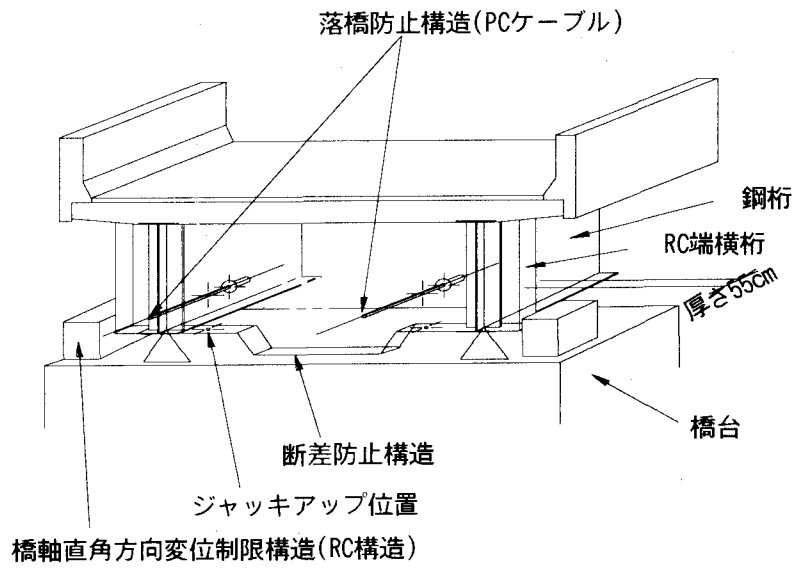 落橋防止構造(PCケーブル)
鋼桁
RC端横桁
厚さ55cm
橋台
断差防止構造
ジャッキアップ位置
橋軸直角方向変位制限構造(RC構造)